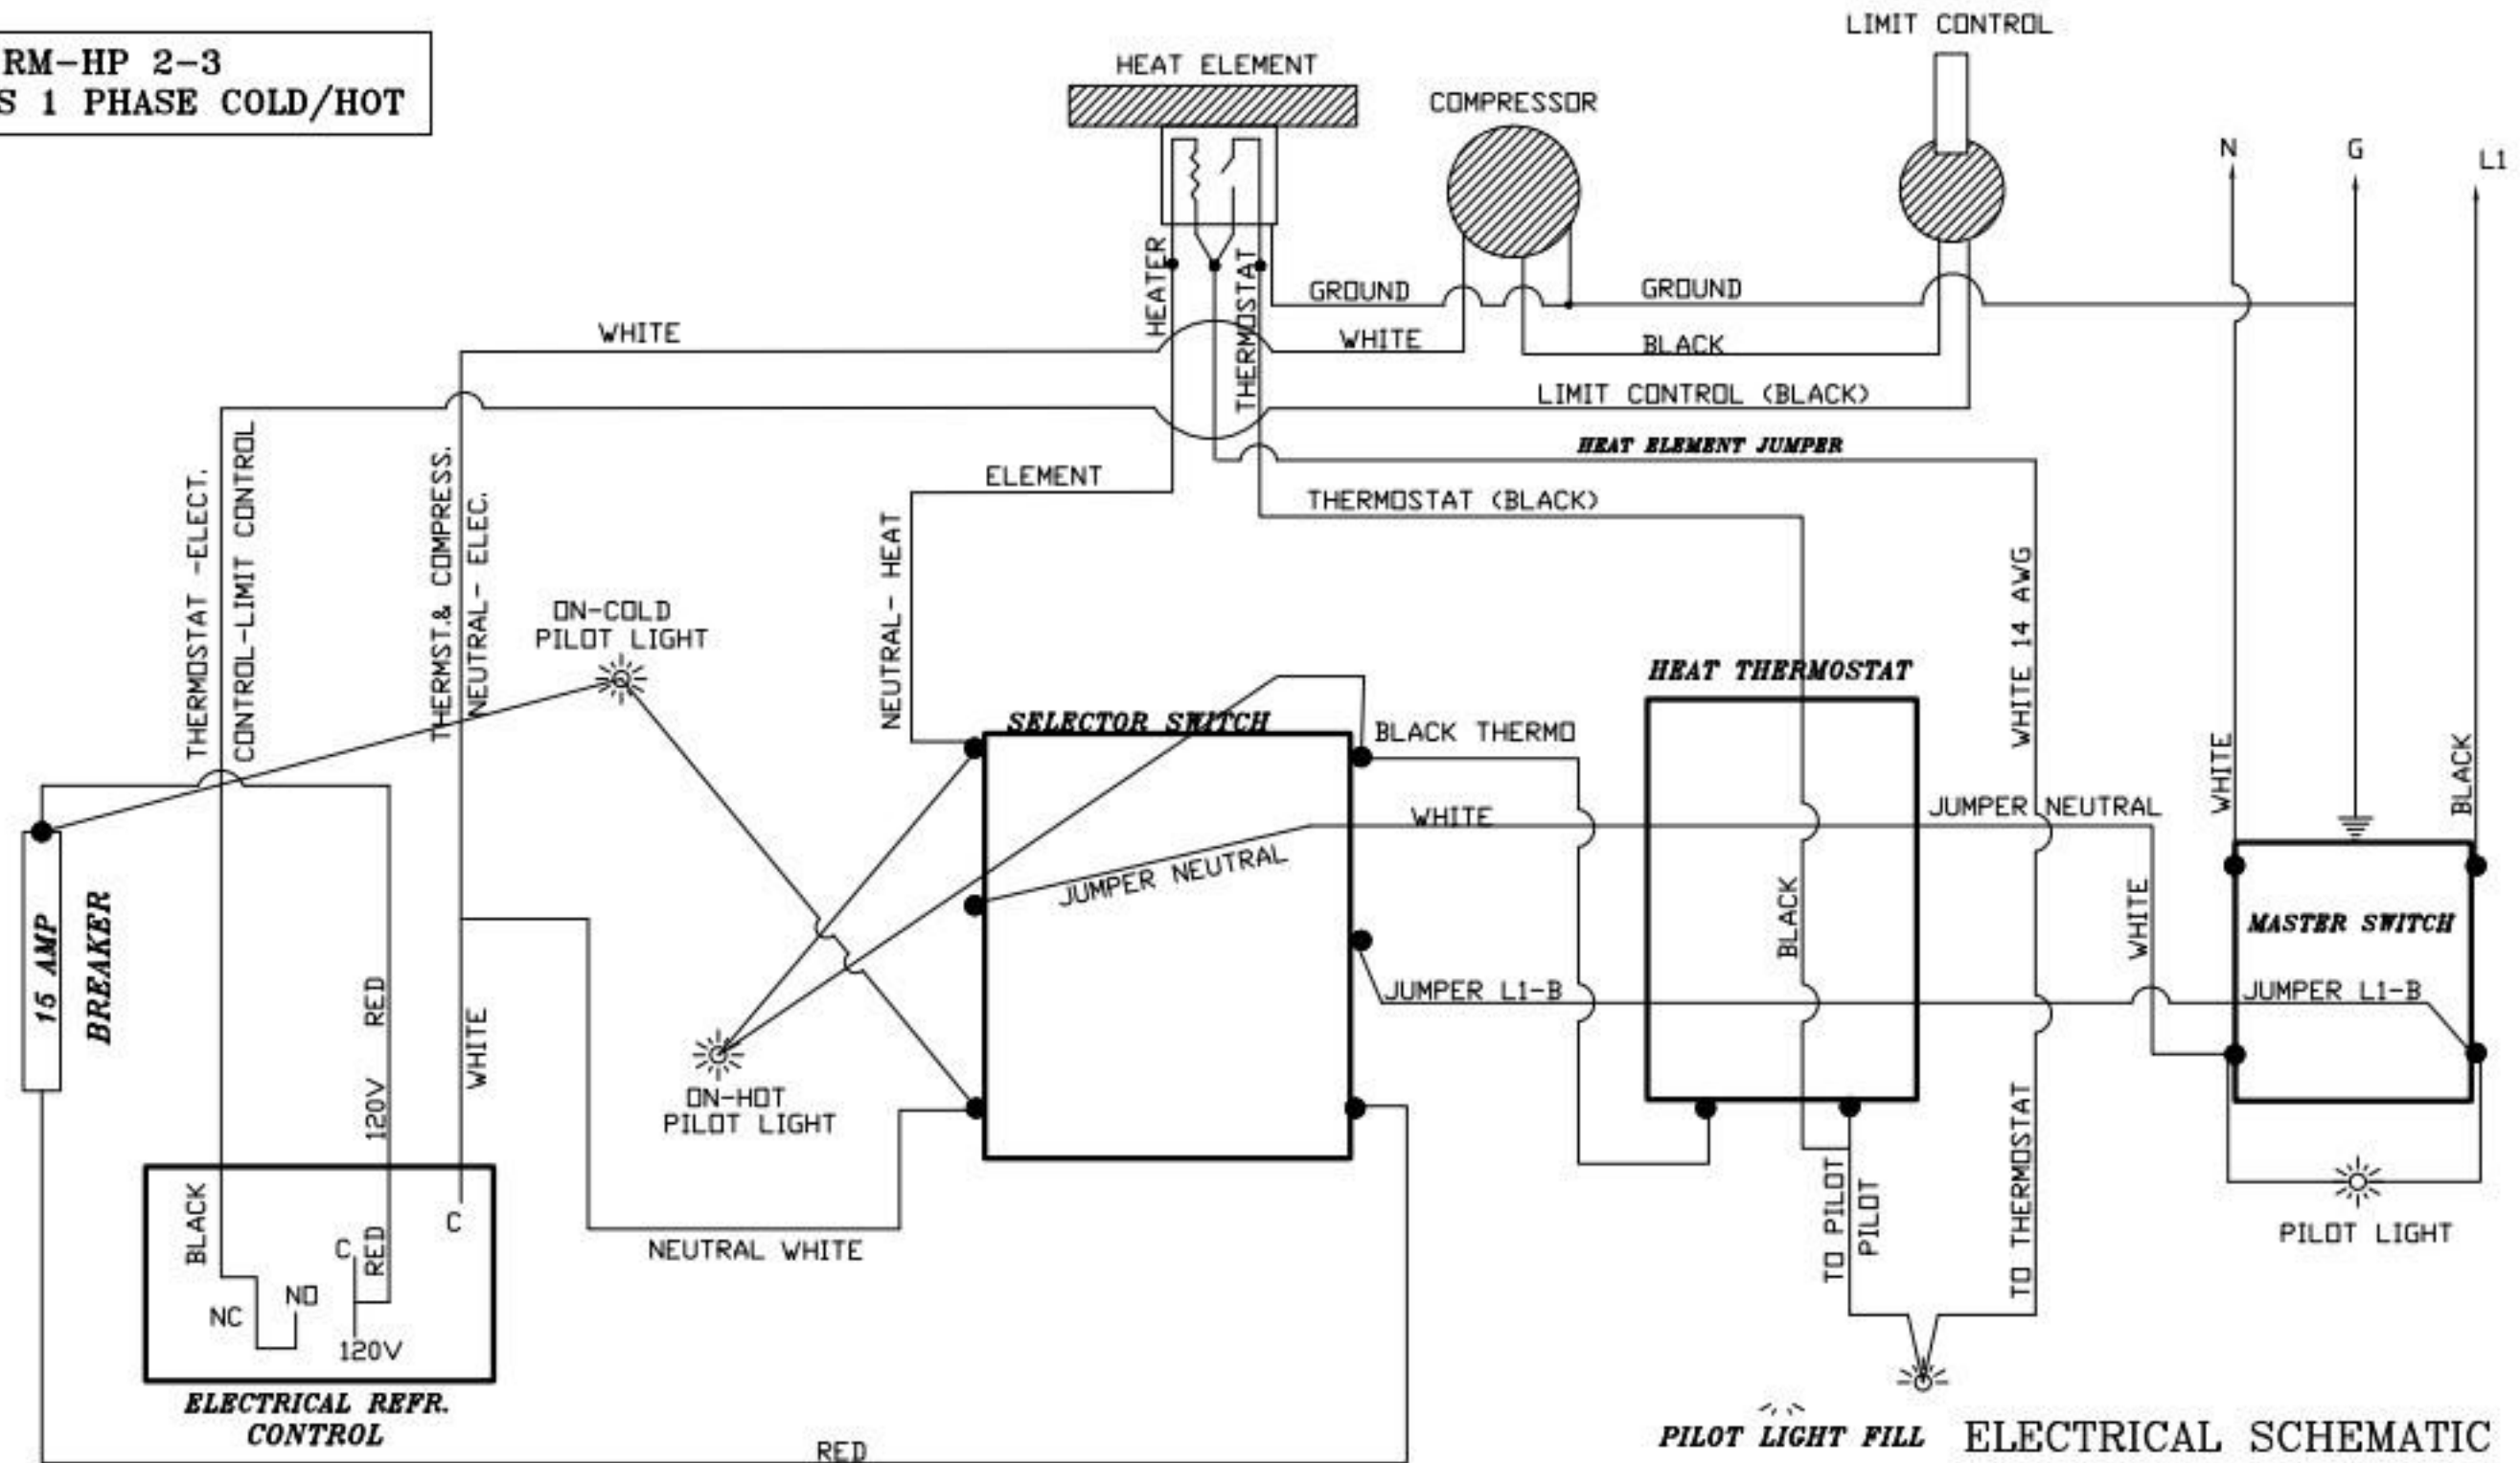 RM-HP 2-3
S 1 PHASE COLD/HOT
HEAT ELEMENT
COMPRESSOR
LIMIT CONTROL
N
G
L1
HEATER
THERMOSTAT
GROUND
GROUND
WHITE
WHITE
BLACK
LIMIT CONTROL (BLACK)
HEAT ELEMENT JUMPER
ELEMENT
THERMOSTAT (BLACK)
THERMOSTAT -ELECT.
CONTROL-LIMIT CONTROL
THERMST.& COMPRESS.
NEUTRAL- ELEC.
NEUTRAL- HEAT
WHITE 14 AWG
ON-COLD
PILOT LIGHT
SELECTOR SWITCH
BLACK THERMO
HEAT THERMOSTAT
WHITE
BLACK
WHITE
JUMPER NEUTRAL
JUMPER NEUTRAL
15 AMP
BREAKER
RED
120V
WHITE
BLACK
WHITE
MASTER SWITCH
JUMPER L1-B
JUMPER L1-B
ON-HOT
PILOT LIGHT
TO PILOT
PILOT
TO THERMOSTAT
PILOT LIGHT
NEUTRAL WHITE
BLACK
C
RED
C
NC
NO
120V
ELECTRICAL REFR.
CONTROL
RED
PILOT LIGHT FILL
ELECTRICAL SCHEMATIC